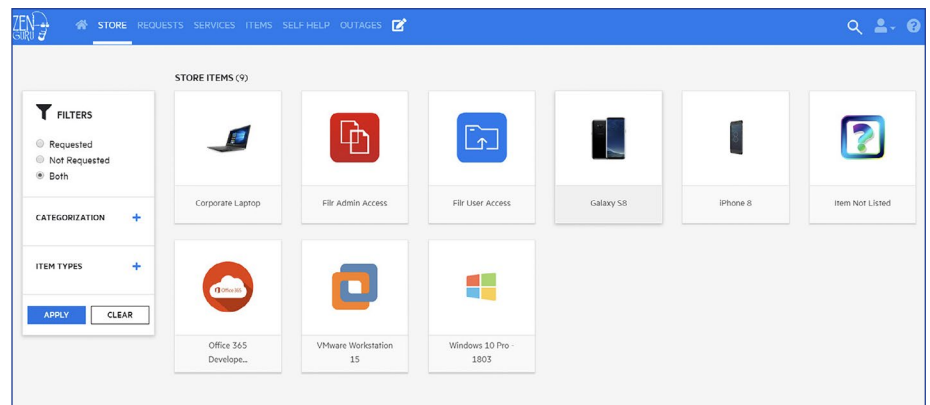 ZEN
GURU
STORE REQUESTS SERVICES ITEMS SELF HELP OUTAGES
STORE ITEMS (9)
FILTERS
Requested
Not Requested
Both
CATEGORIZATION +
ITEM TYPES +
APPLY CLEAR
Corporate Laptop
Filr Admin Access
Filr User Access
Galaxy S8
iPhone 8
Item Not Listed
Office 365
Office 365
Develope...
VMware Workstation
15
Windows 10 Pro -
1803